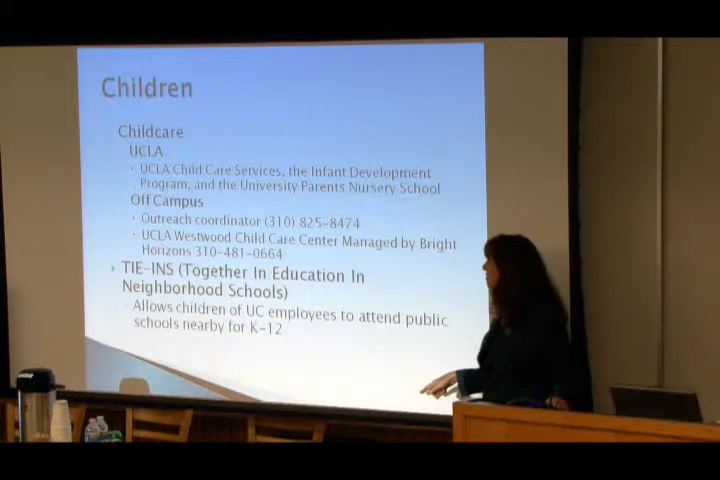 Children
Childcare
UCLA
UCLA Child Care Services, the Infant Development
Program, and the University Parents Nursery School
Off Campus
Outreach coordinator (310) 825-8474
UCLA Westwood Child Care Center Managed by Bright
Horizons 310-481-0664
TIE-INS (Together In Education In
Neighborhood Schools)
Allows children of UC employees to attend public
schools nearby for K-12